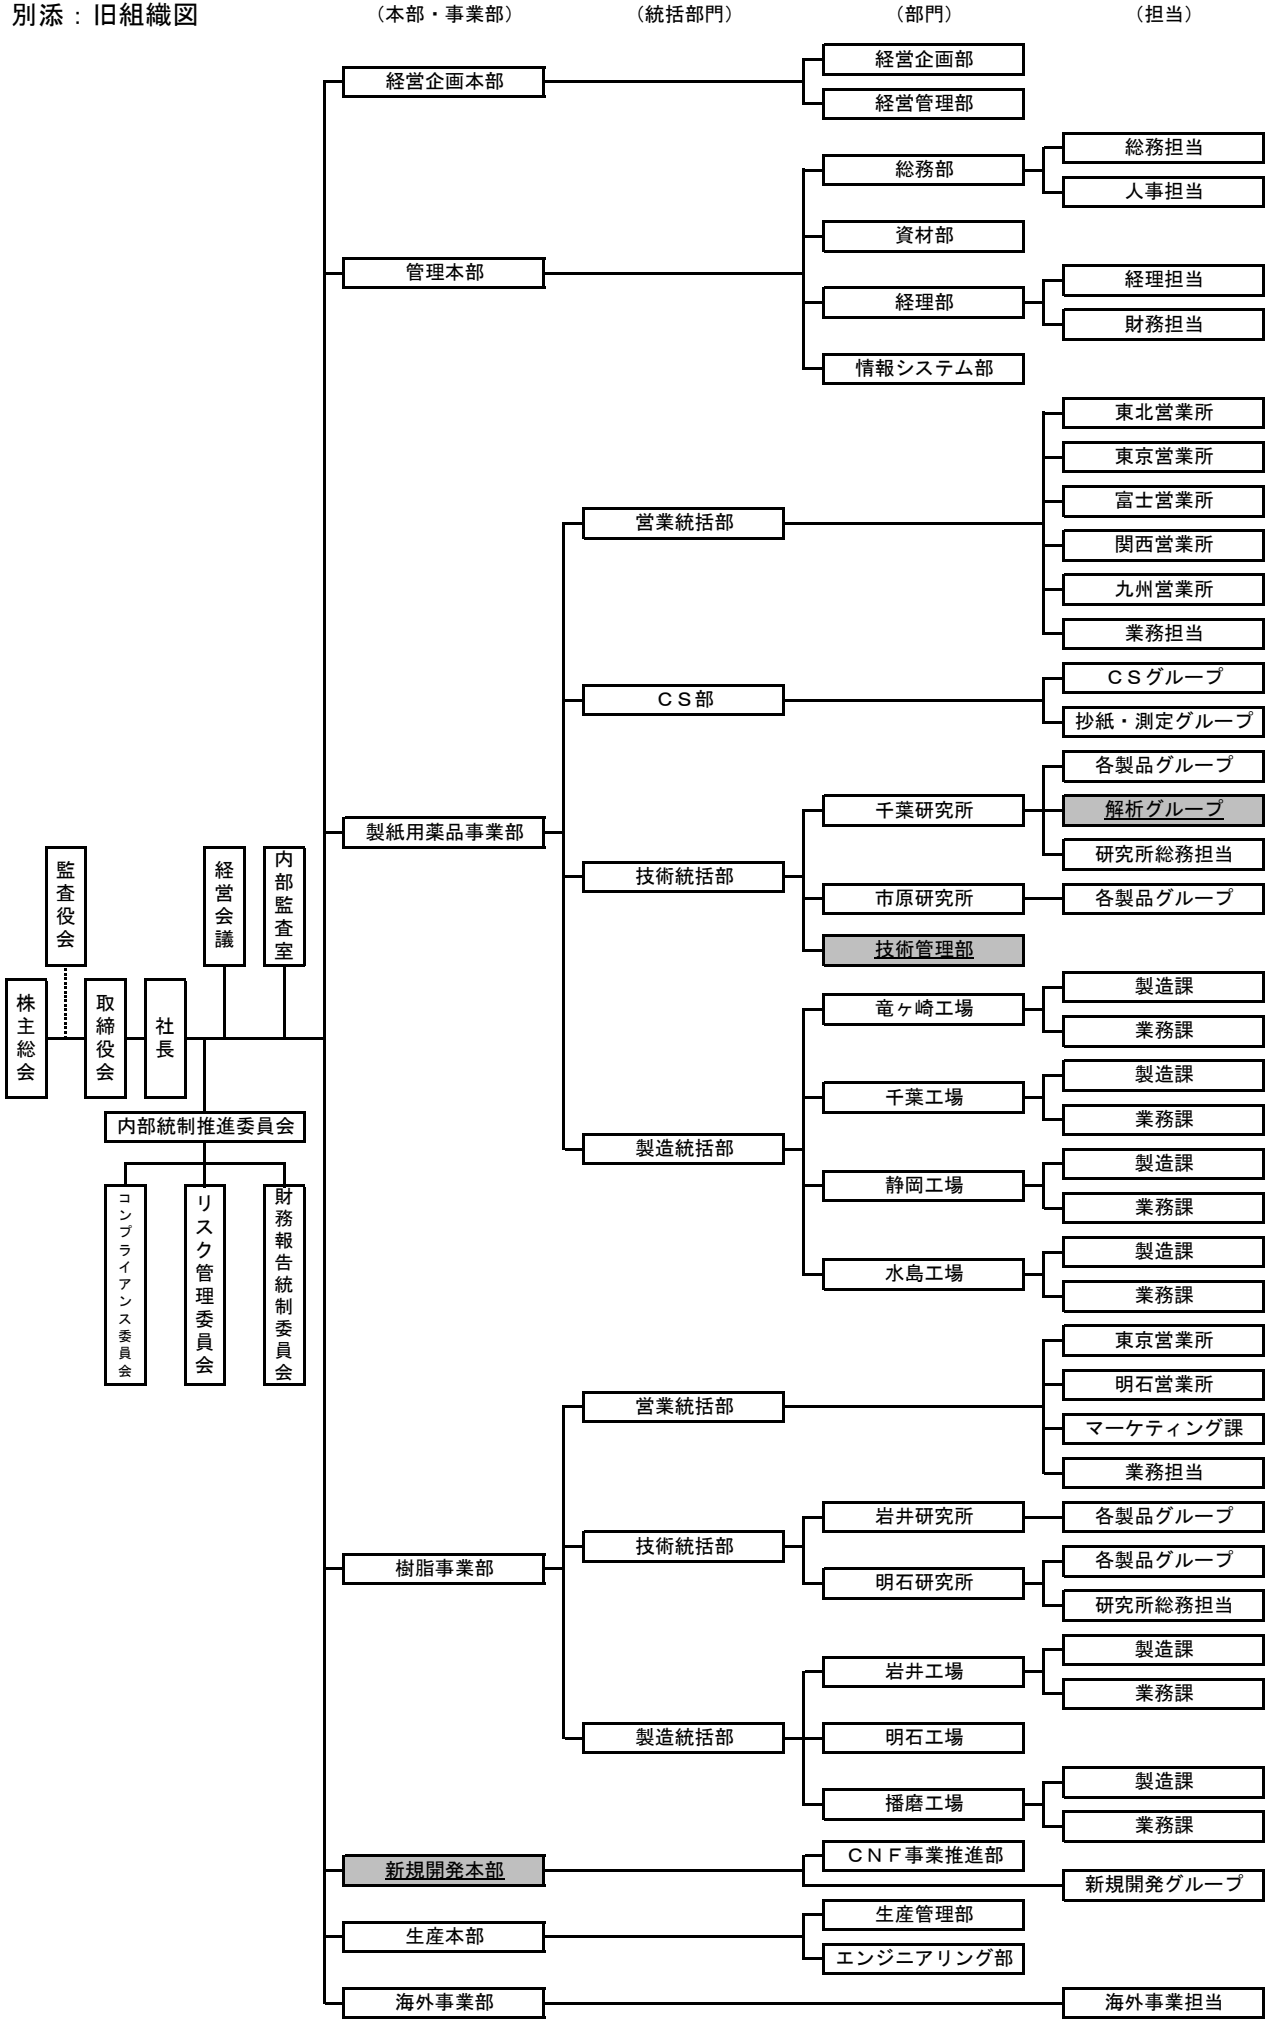 別添：旧組織図
（本部・事業部）
（統括部門）
（部門）
（担当）
経営企画部
経営企画本部
経営管理部
総務担当
総務部
人事担当
資材部
管理本部
経理担当
経理部
財務担当
情報システム部
東北営業所
東京営業所
富士営業所
営業統括部
関西営業所
九州営業所
業務担当
ＣＳグループ
ＣＳ部
抄紙・測定グループ
各製品グループ
千葉研究所
解析グループ
製紙用薬品事業部
研究所総務担当
技術統括部
市原研究所
各製品グループ
技術管理部
監査役会
経営会議
内部監査室
株主総会
取締役会
社長
製造課
竜ヶ崎工場
業務課
製造課
千葉工場
業務課
内部統制推進委員会
製造統括部
製造課
静岡工場
業務課
コンプライアンス委員会
リスク管理委員会
財務報告統制委員会
製造課
水島工場
業務課
東京営業所
明石営業所
営業統括部
マーケティング課
業務担当
岩井研究所
各製品グループ
技術統括部
樹脂事業部
各製品グループ
明石研究所
研究所総務担当
製造課
岩井工場
業務課
製造統括部
明石工場
製造課
播磨工場
業務課
ＣＮＦ事業推進部
新規開発本部
新規開発グループ
生産管理部
生産本部
エンジニアリング部
海外事業部
海外事業担当